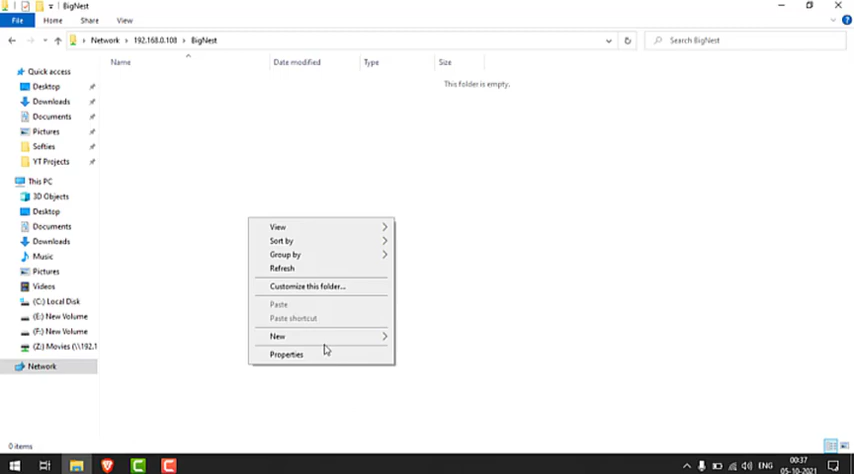 BigNest
File Home Share View
Network 192.168.0.108 BigNest
Search BigNest
Name Date modified Type Size
This folder is empty.
Quick access
Desktop
Downloads
Documents
Pictures
Softies
YT Projects
This PC
3D Objects
Desktop
Documents
Downloads
Music
Pictures
Videos
(C:) Local Disk
(E:) New Volume
(F:) New Volume
(Z:) Movies (\\192.1
Network
View
Sort by
Group by
Refresh
Customize this folder...
Paste
Paste shortcut
New
Properties
0 items
ENG
00:37
05-10-2021